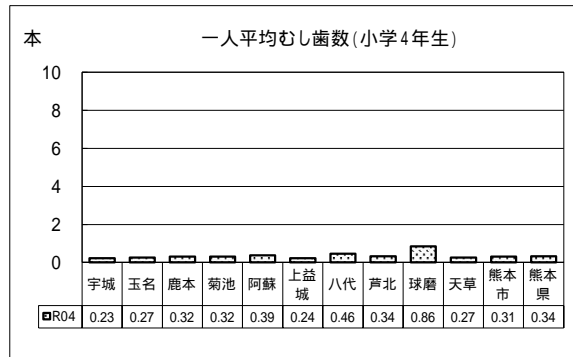 本
一人平均むし歯数(小学4年生)
10
8
6
4
2
0
宇城 玉名 鹿本 菊池 阿蘇 上益城 八代 芦北 球磨 天草 熊本市 熊本県
R04 0.23 0.27 0.32 0.32 0.39 0.24 0.46 0.34 0.86 0.27 0.31 0.34